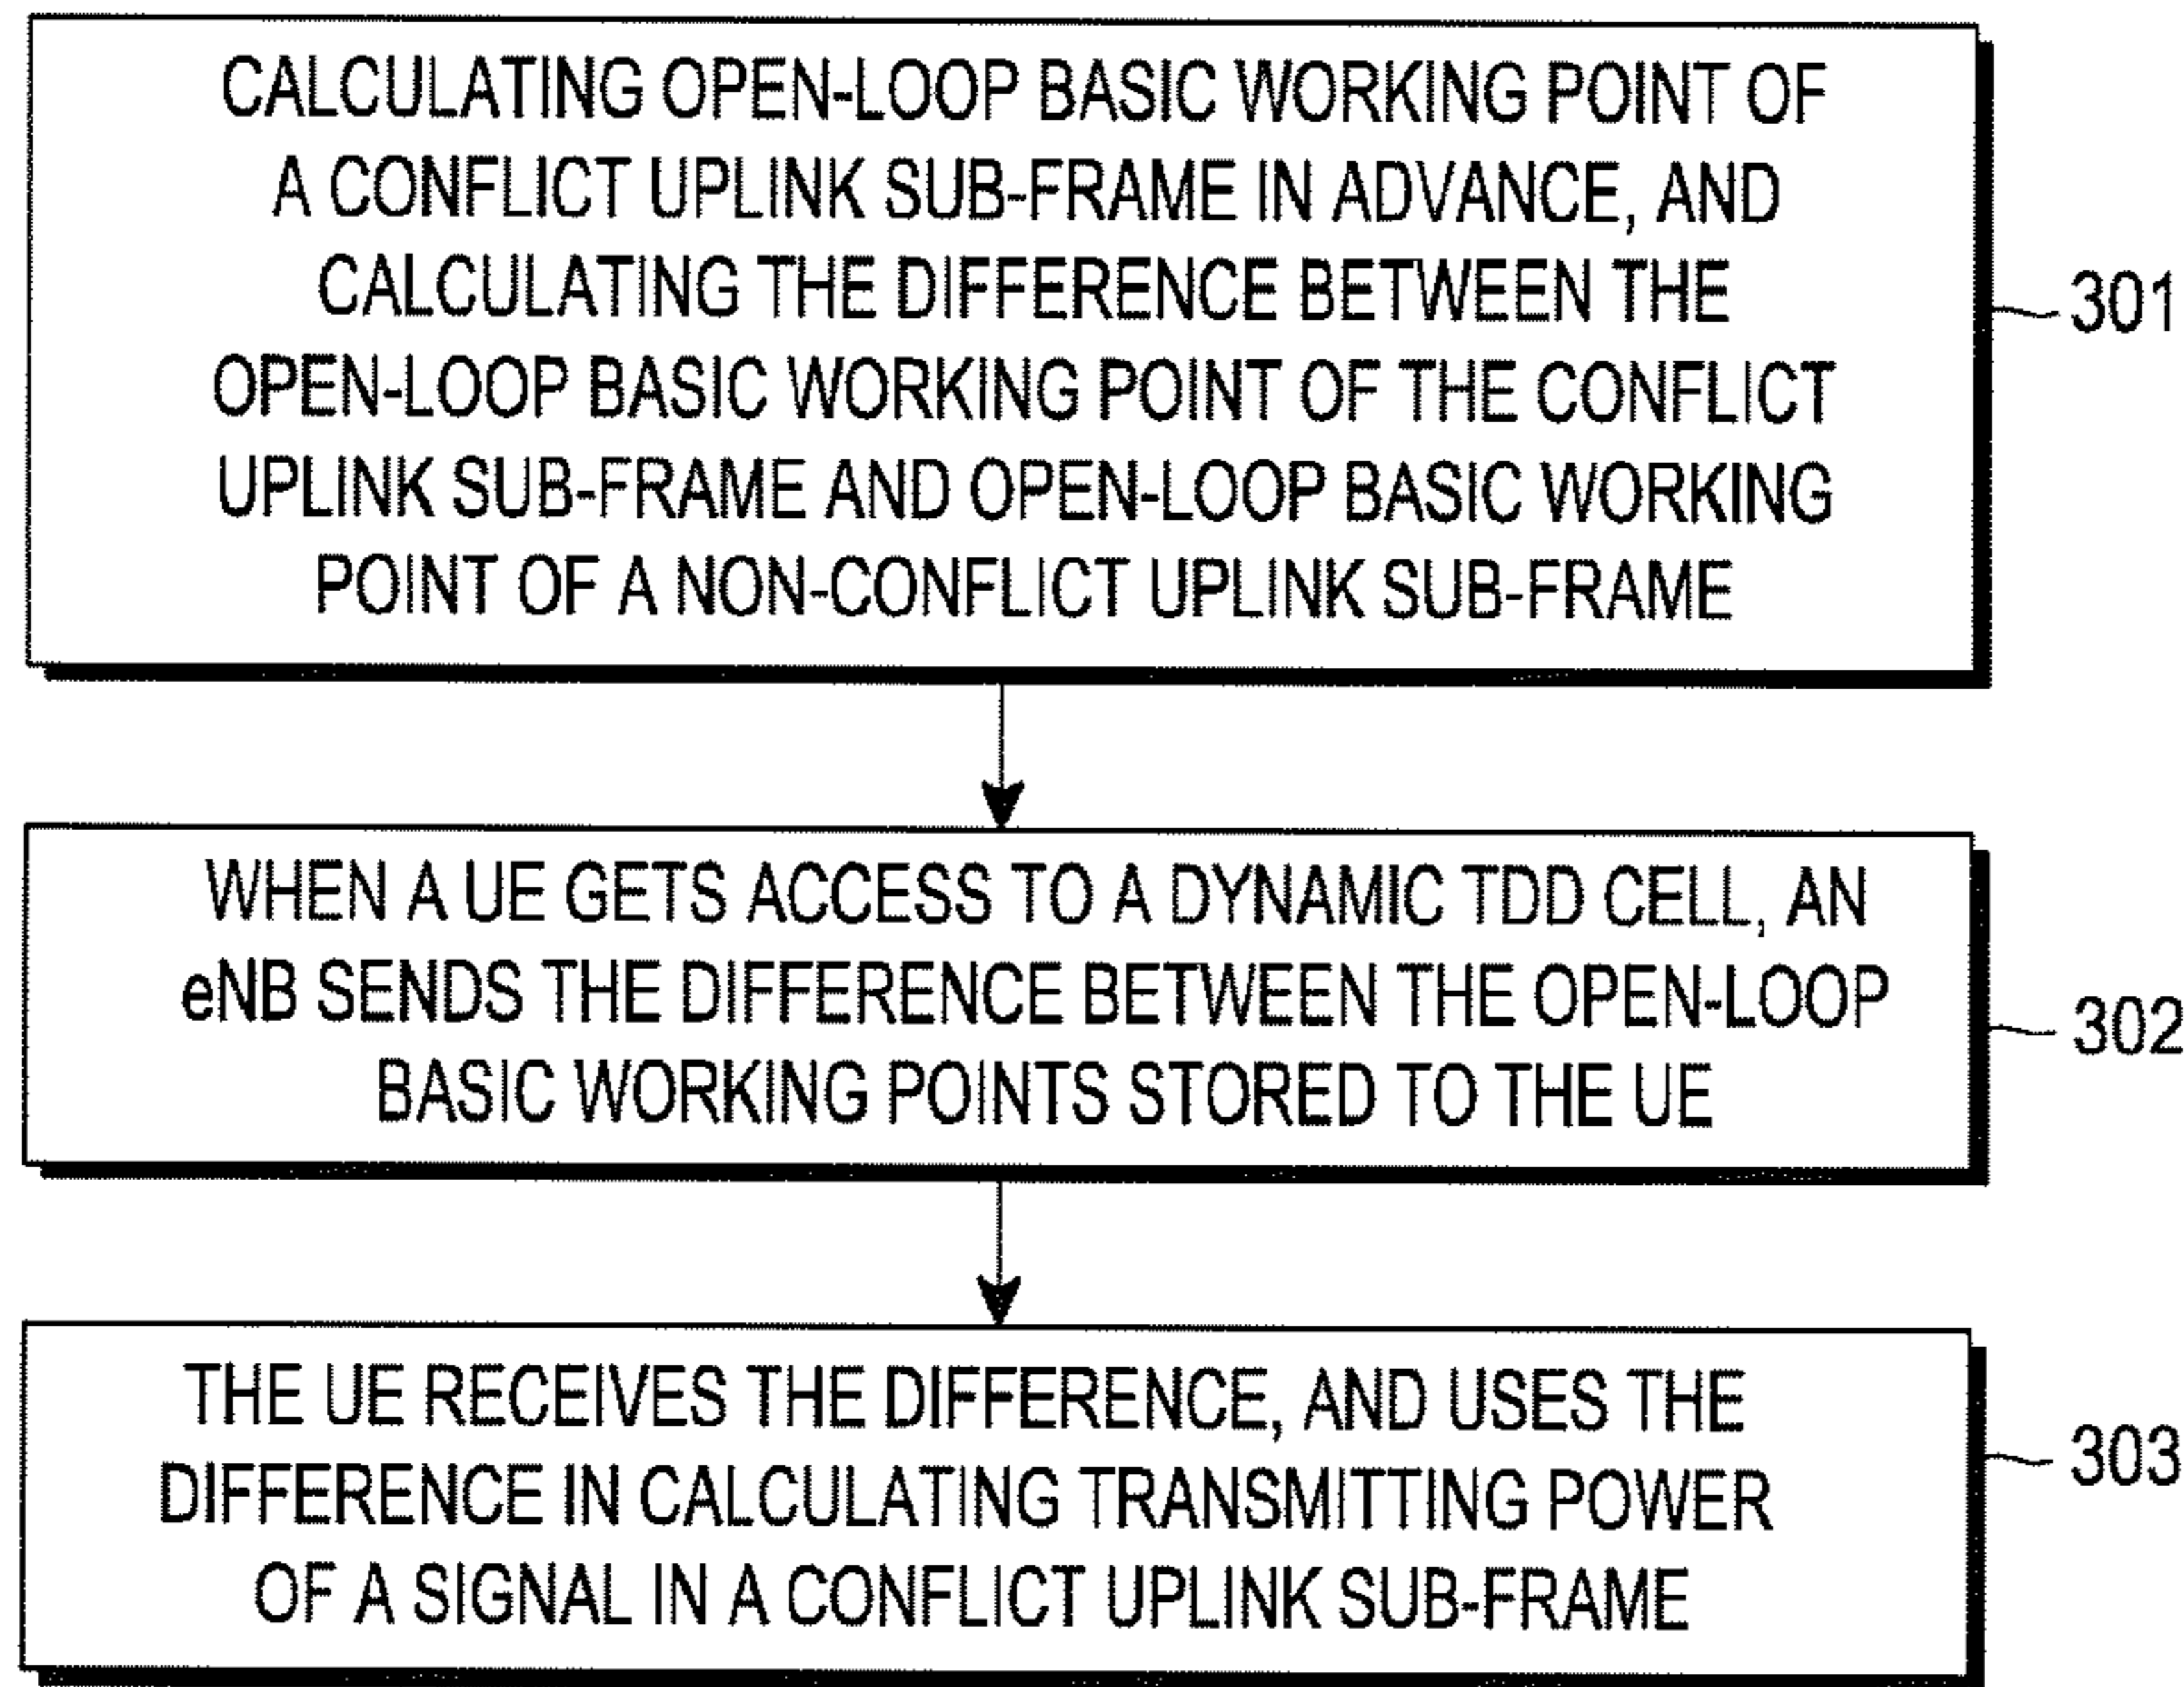 CALCULATING OPEN-LOOP BASIC WORKING POINT OF
A CONFLICT UPLINK SUB-FRAME IN ADVANCE, AND
CALCULATING THE DIFFERENCE BETWEEN THE
OPEN-LOOP BASIC WORKING POINT OF THE CONFLICT
UPLINK SUB-FRAME AND OPEN-LOOP BASIC WORKING
POINT OF A NON-CONFLICT UPLINK SUB-FRAME
301
WHEN A UE GETS ACCESS TO A DYNAMIC TDD CELL, AN
eNB SENDS THE DIFFERENCE BETWEEN THE OPEN-LOOP
BASIC WORKING POINTS STORED TO THE UE
302
THE UE RECEIVES THE DIFFERENCE, AND USES THE
DIFFERENCE IN CALCULATING TRANSMITTING POWER
OF A SIGNAL IN A CONFLICT UPLINK SUB-FRAME
303